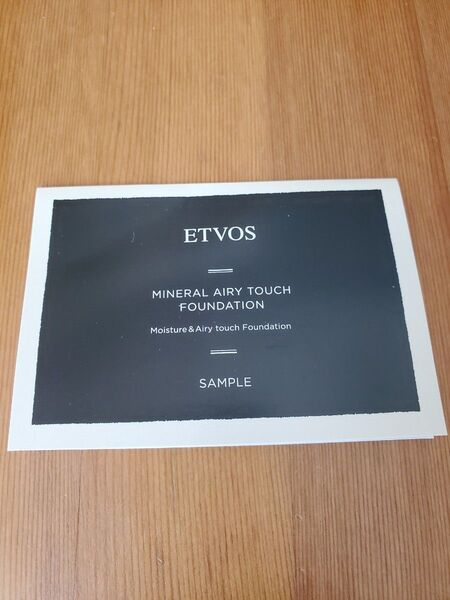 ETVOS
MINERAL AIRY TOUCH
FOUNDATION
Moisture & Airy touch Foundation
SAMPLE